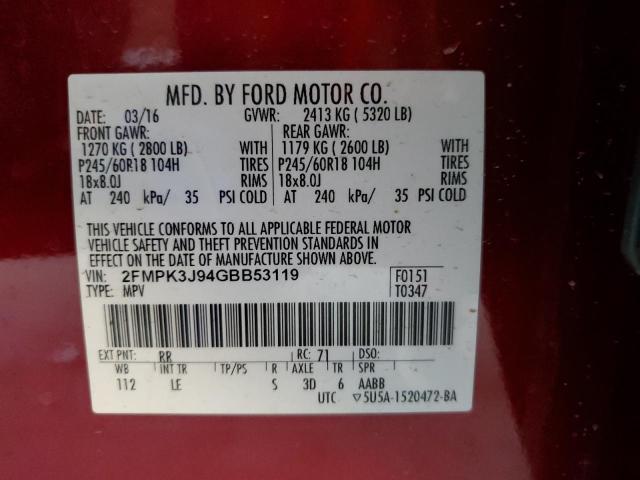 MFD. BY FORD MOTOR CO.
DATE: 03/16 GVWR: 2413 KG ( 5320 LB)
FRONT GAWR: REAR GAWR:
1270 KG ( 2800 LB) WITH 1179 KG ( 2600 LB) WITH
P245/60R18 104H TIRES P245/60R18 104H TIRES
18x8.0J RIMS 18x8.0J RIMS
AT 240 kPa/ 35 PSI COLD AT 240 kPa/ 35 PSI COLD
THIS VEHICLE CONFORMS TO ALL APPLICABLE FEDERAL MOTOR
VEHICLE SAFETY AND THEFT PREVENTION STANDARDS IN
EFFECT ON THE DATE OF MANUFACTURE SHOWN ABOVE.
VIN: 2FMPK3J94GBB53119 F0151
TYPE: MPV T0347
EXT PNT: RR RC: 71 DSO:
WB INT TR TP/PS R AXLE TR SPR
112 LE S 3D 6 AABB
UTC ▽5U5A-1520472-BA